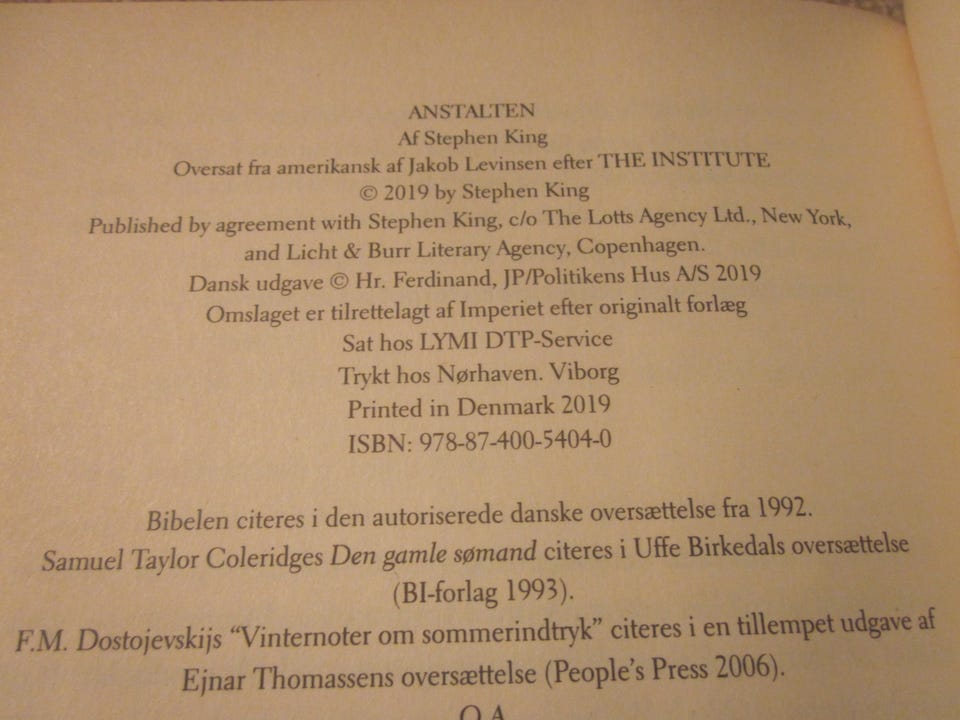 ANSTALTEN
Af Stephen King
Oversat fra amerikansk af Jakob Levinsen efter THE INSTITUTE
© 2019 by Stephen King
Published by agreement with Stephen King, c/o The Lotts Agency Ltd., New York,
and Licht & Burr Literary Agency, Copenhagen.
Dansk udgave © Hr. Ferdinand, JP/Politikens Hus A/S 2019
Omslaget er tilrettelagt af Imperiet efter originalt forlæg
Sat hos LYMI DTP-Service
Trykt hos Nørhaven. Viborg
Printed in Denmark 2019
ISBN: 978-87-400-5404-0
Bibelen citeres i den autoriserede danske oversættelse fra 1992.
Samuel Taylor Coleridges Den gamle sømand citeres i Uffe Birkedals oversættelse
(BI-forlag 1993).
F.M. Dostojevskijs “Vinternoter om sommerindtryk” citeres i en tillempet udgave af
Ejnar Thomassens oversættelse (People’s Press 2006).